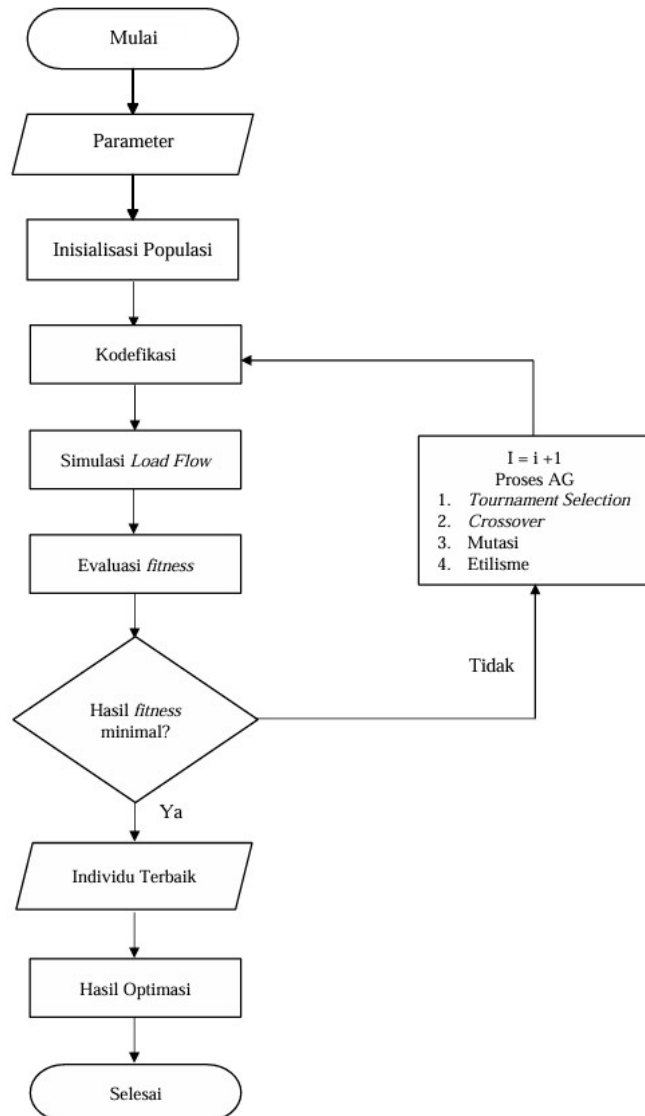 Mulai
Parameter
Inisialisasi Populasi
Kodefikasi
Simulasi Load Flow
Evaluasi fitness
Hasil fitness
minimal?
Tidak
I = i +1
Proses AG
1. Tournament Selection
2. Crossover
3. Mutasi
4. Etilisme
Ya
Individu Terbaik
Hasil Optimasi
Selesai